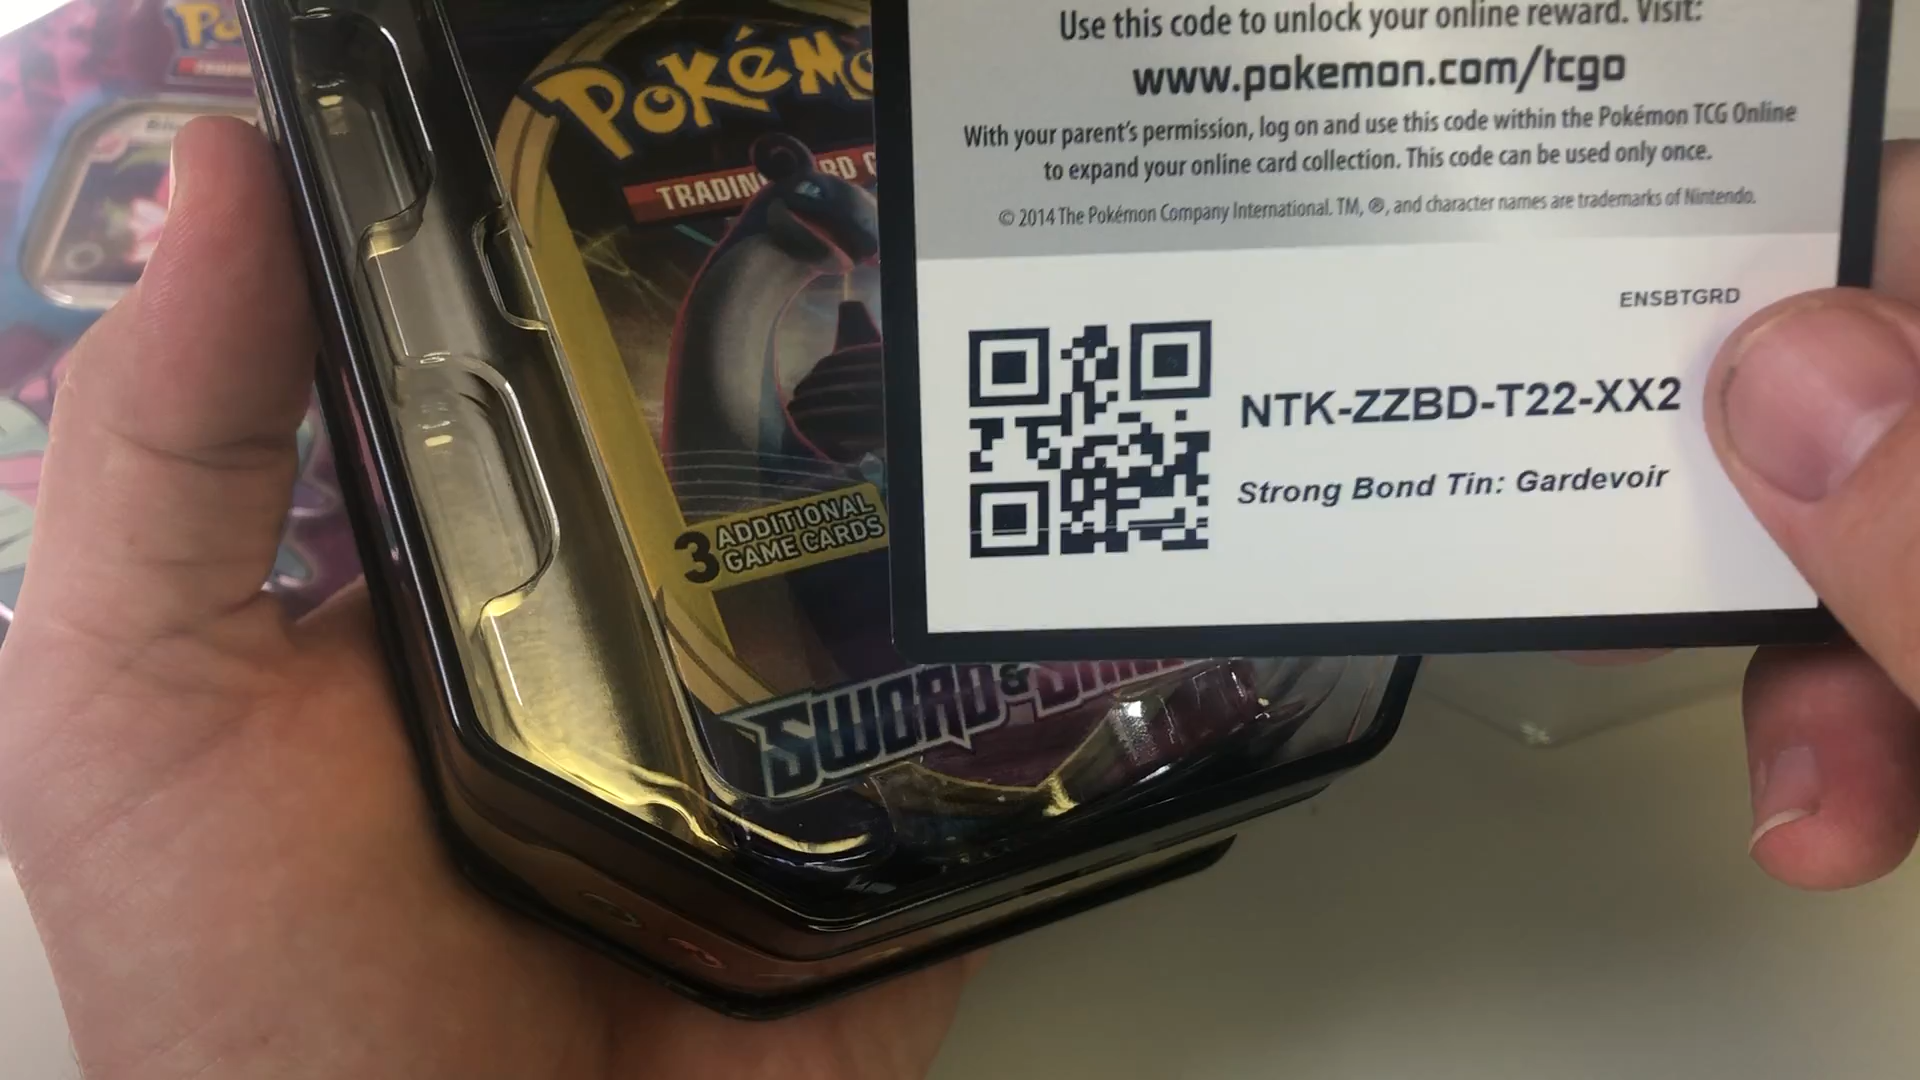 Use this code to unlock your online reward. Visit:
www.pokemon.com/tcgo
With your parent's permission, log on and use this code within the Pokémon TCG Online
to expand your online card collection. This code can be used only once.
© 2014 The Pokémon Company International. TM, ®, and character names are trademarks of Nintendo.
ENSBTGRD
NTK-ZZBD-T22-XX2
Strong Bond Tin: Gardevoir
3 ADDITIONAL
GAME CARDS
SWORD &